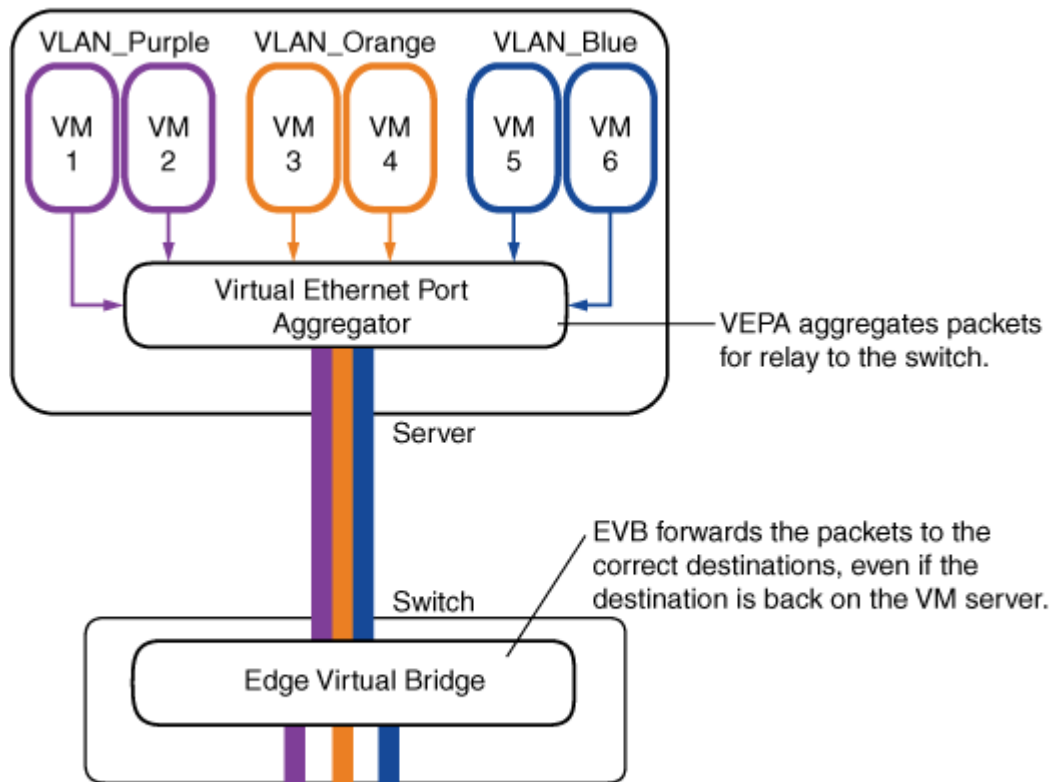 VLAN_Purple
VLAN_Orange
VLAN_Blue
VM
1
VM
2
VM
3
VM
4
VM
5
VM
6
Virtual Ethernet Port
Aggregator
VEPA aggregates packets
for relay to the switch.
Server
EVB forwards the packets to the
correct destinations, even if the
destination is back on the VM server.
Switch
Edge Virtual Bridge